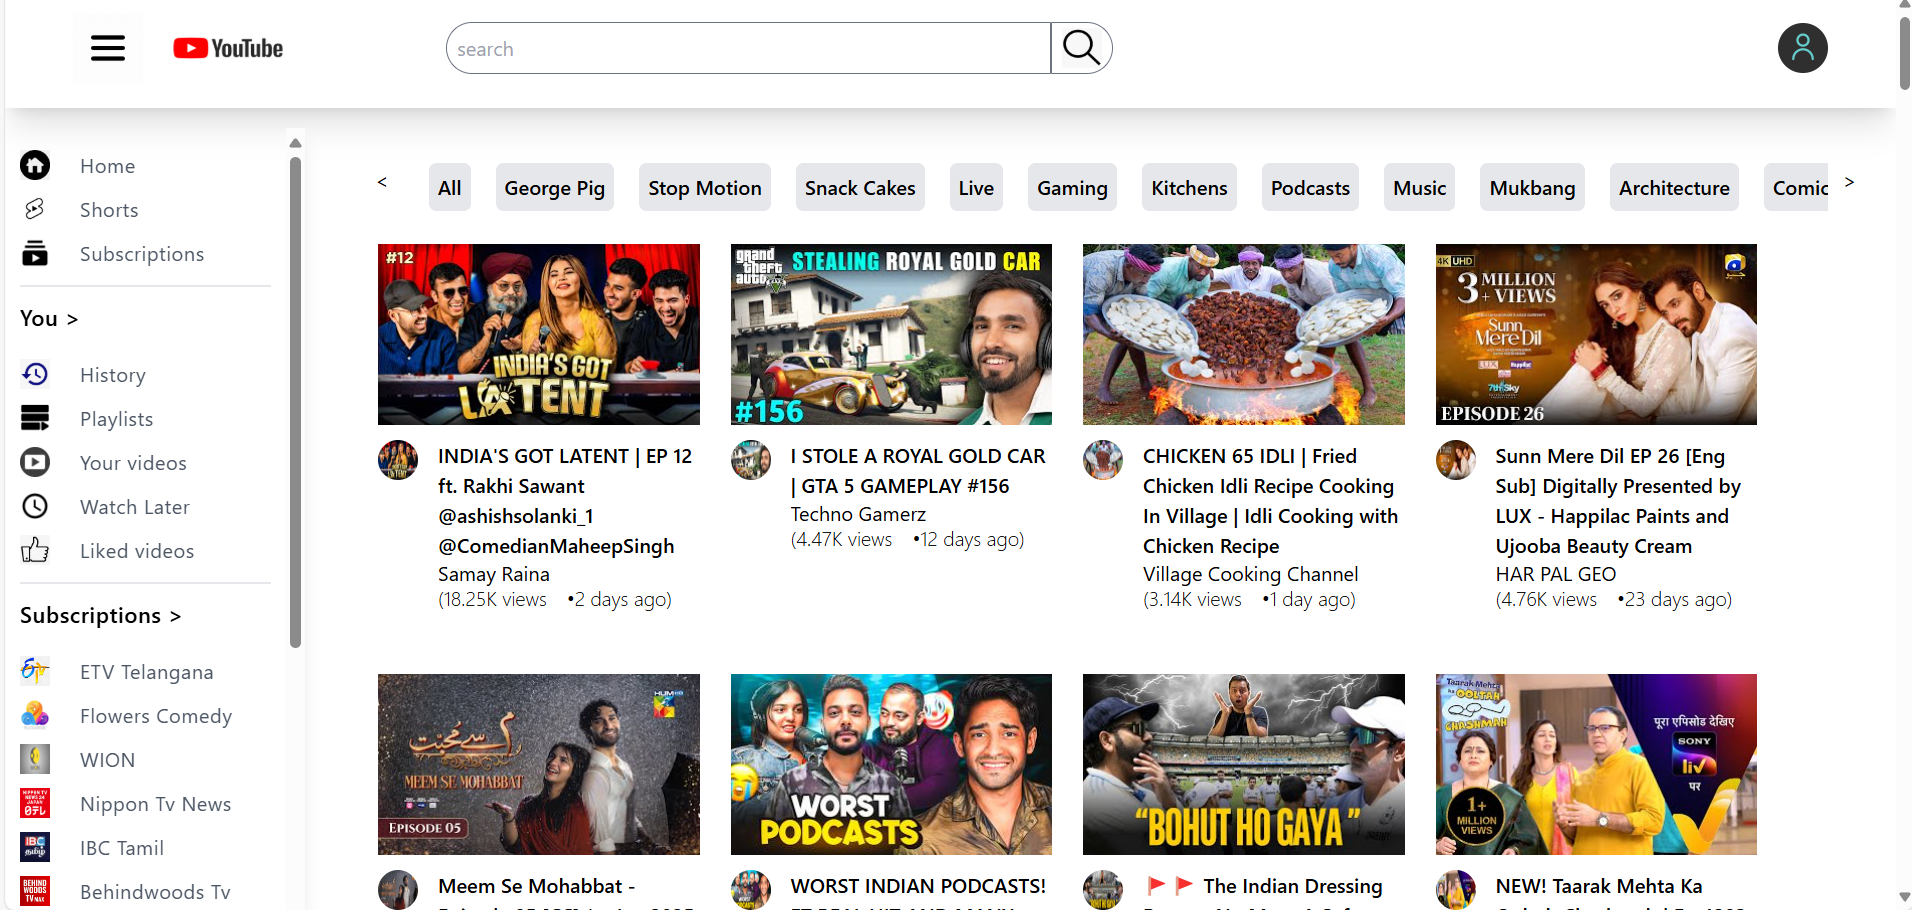 YouTube
search
Home
Shorts
Subscriptions
You >
History
Playlists
Your videos
Watch Later
Liked videos
Subscriptions >
ETV Telangana
Flowers Comedy
WION
Nippon Tv News
IBC Tamil
Behindwoods Tv
< All George Pig Stop Motion Snack Cakes Live Gaming Kitchens Podcasts Music Mukbang Architecture Comic >
#12
INDIA'S GOT
LATENT
INDIA'S GOT LATENT | EP 12
ft. Rakhi Sawant
@ashishsolanki_1
@ComedianMaheepSingh
Samay Raina
(18.25K views •2 days ago)
grand
theft
auto
STEALING ROYAL GOLD CAR
#156
I STOLE A ROYAL GOLD CAR
| GTA 5 GAMEPLAY #156
Techno Gamerz
(4.47K views •12 days ago)
CHICKEN 65 IDLI | Fried
Chicken Idli Recipe Cooking
In Village | Idli Cooking with
Chicken Recipe
Village Cooking Channel
(3.14K views •1 day ago)
4K UHD
3 MILLION
+ VIEWS
Sunn
Mere Dil
LUX Happilac
7th Sky
EPISODE 26
Sunn Mere Dil EP 26 [Eng
Sub] Digitally Presented by
LUX - Happilac Paints and
Ujooba Beauty Cream
HAR PAL GEO
(4.76K views •23 days ago)
HUM
میم سے محبت
MEEM SE MOHABBAT
EPISODE 05
Meem Se Mohabbat -
WORST
PODCASTS
WORST INDIAN PODCASTS!
"BOHUT HO GAYA"
The Indian Dressing
Taarak Mehta
Ka
OOLTAH
CHASHMAH
पूरा एपिसोड देखिए
SONY
liv
पर
1+
MILLION
VIEWS
NEW! Taarak Mehta Ka